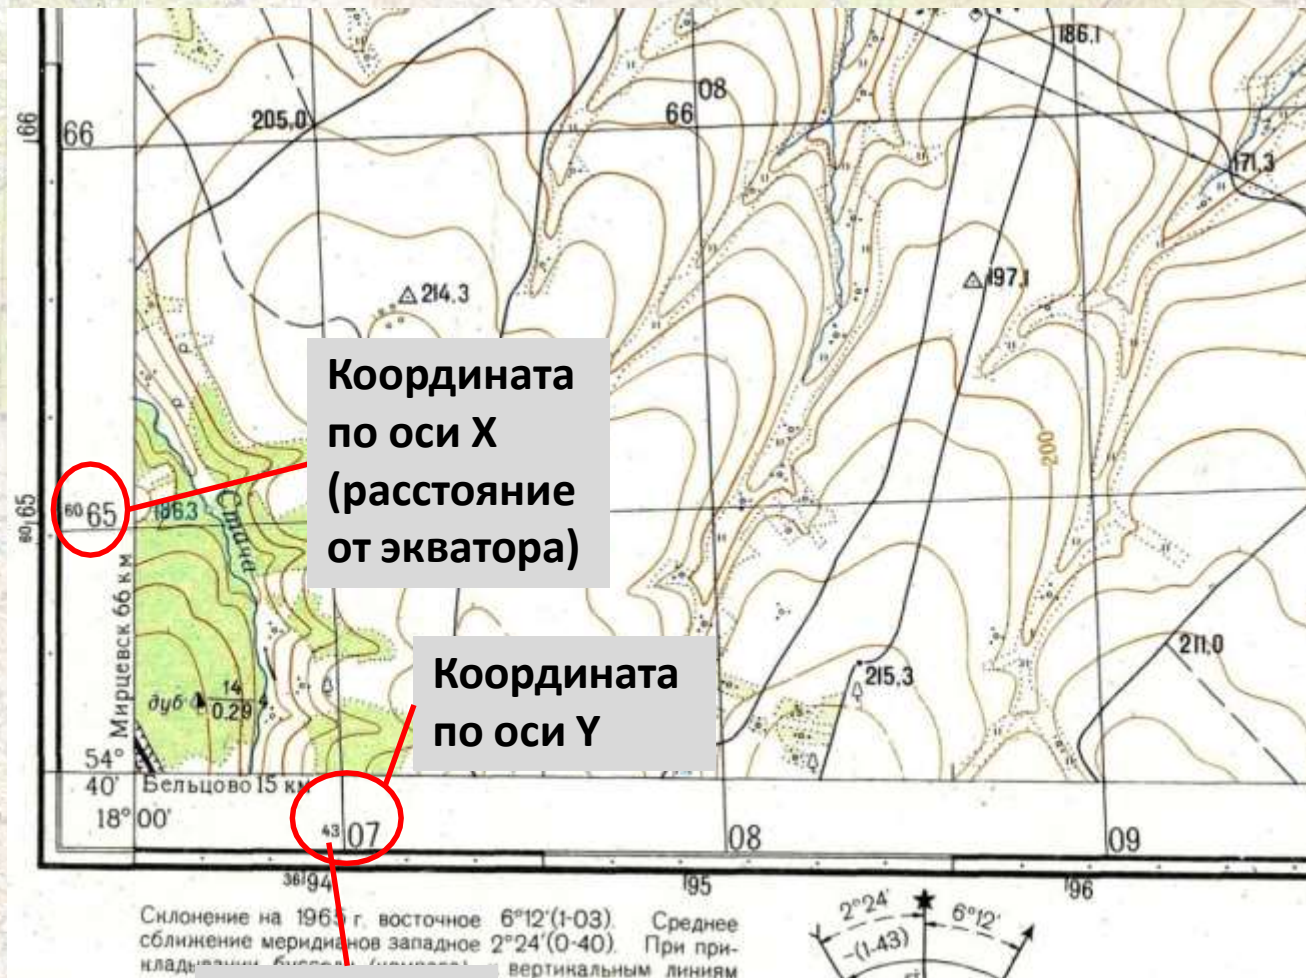 186.1
08
66
66
66
205.0
171,3
214.3
197,1
Координата
по оси X
(расстояние
от экватора)
200
60 65
60 65
186.3
Стача
Мирцевск 66 км
Координата
по оси Y
211.0
215,3
дуб 14
0.29 4
54°
40' Бельцово 15 км
18° 00'
43 07
08
09
36 94
95
96
Склонение на 1965 г. восточное 6°12'(1-03). Среднее
сближение меридианов западное 2°24'(0-40). При при-
вертикальным линиям
2°24'
6°12'
-(1-43)